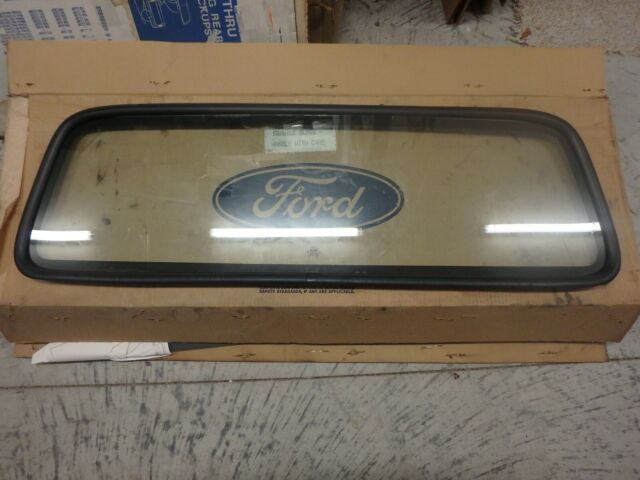 THRU
G REAR
CKUPS
FRAGILE GLASS
HANDLE WITH CARE
Ford
SAFETY STANDARDS, IF ANY ARE APPLICABLE.